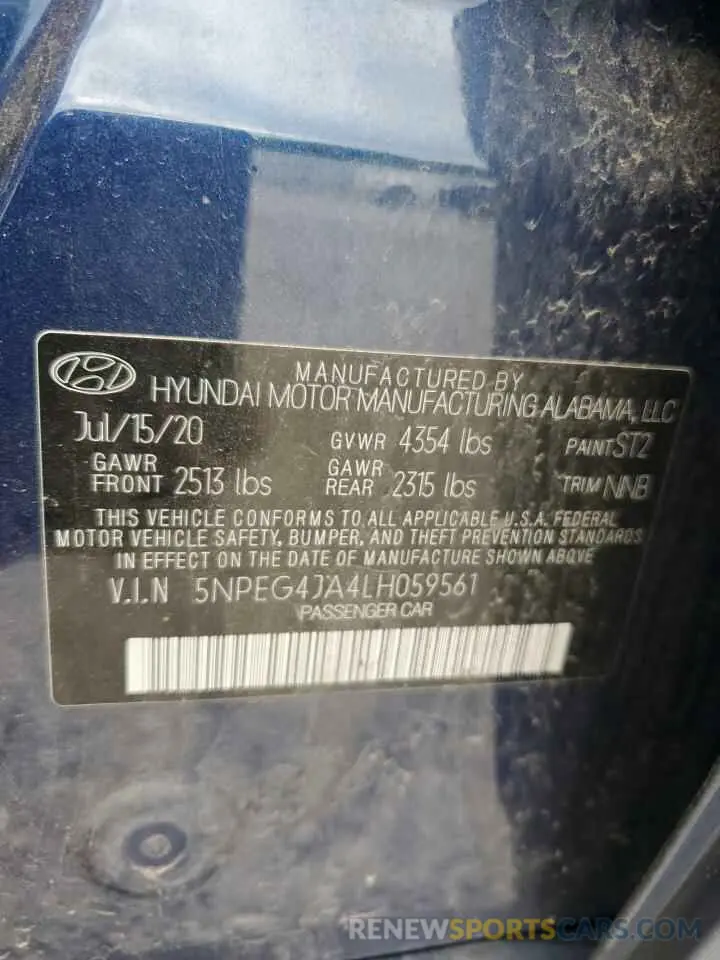 MANUFACTURED BY
HYUNDAI MOTOR MANUFACTURING ALABAMA, LLC
Jul/15/20 GVWR 4354 lbs PAINT ST2
GAWR FRONT 2513 lbs GAWR REAR 2315 lbs TRIM NNB
THIS VEHICLE CONFORMS TO ALL APPLICABLE U.S.A. FEDERAL
MOTOR VEHICLE SAFETY, BUMPER, AND THEFT PREVENTION STANDARDS
IN EFFECT ON THE DATE OF MANUFACTURE SHOWN ABOVE.
V.I.N 5NPEG4JA4LH059561
PASSENGER CAR
RENEWSPORTSCARS.COM